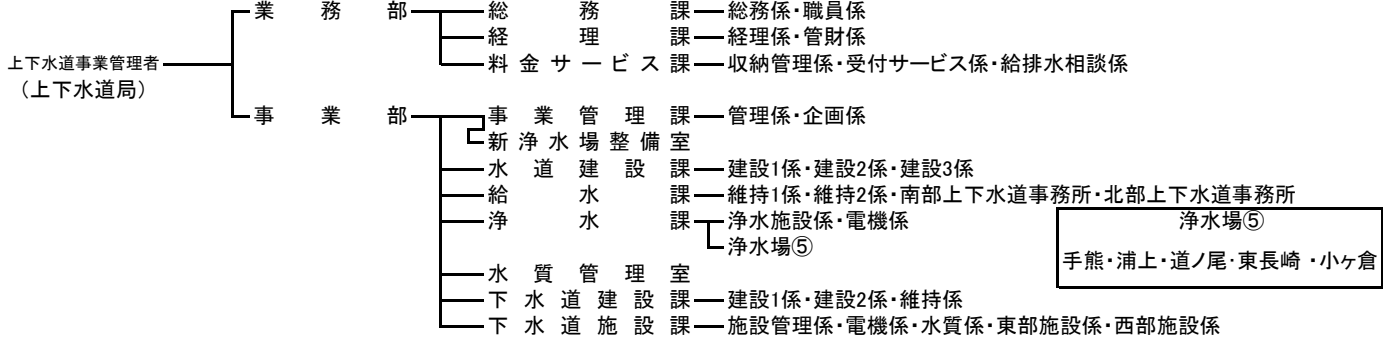 業務部 総務課 総務係・職員係
経理課 経理係・管財係
上下水道事業管理者
料金サービス課 収納管理係・受付サービス係・給排水相談係
（上下水道局）
事業部 事業管理課 管理係・企画係
新浄水場整備室
水道建設課 建設1係・建設2係・建設3係
給水課 維持1係・維持2係・南部上下水道事務所・北部上下水道事務所
浄水課 浄水施設係・電機係
浄水場⑤
浄水場⑤
手熊・浦上・道ノ尾・東長崎・小ヶ倉
水質管理室
下水道建設課 建設1係・建設2係・維持係
下水道施設課 施設管理係・電機係・水質係・東部施設係・西部施設係